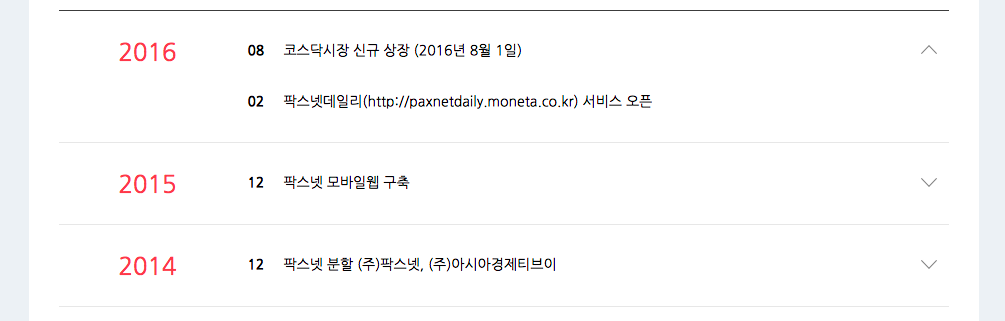 2016 08 코스닥시장 신규 상장 (2016년 8월 1일)
02 팍스넷데일리(http://paxnetdaily.moneta.co.kr) 서비스 오픈
2015 12 팍스넷 모바일웹 구축
2014 12 팍스넷 분할 (주)팍스넷, (주)아시아경제티브이